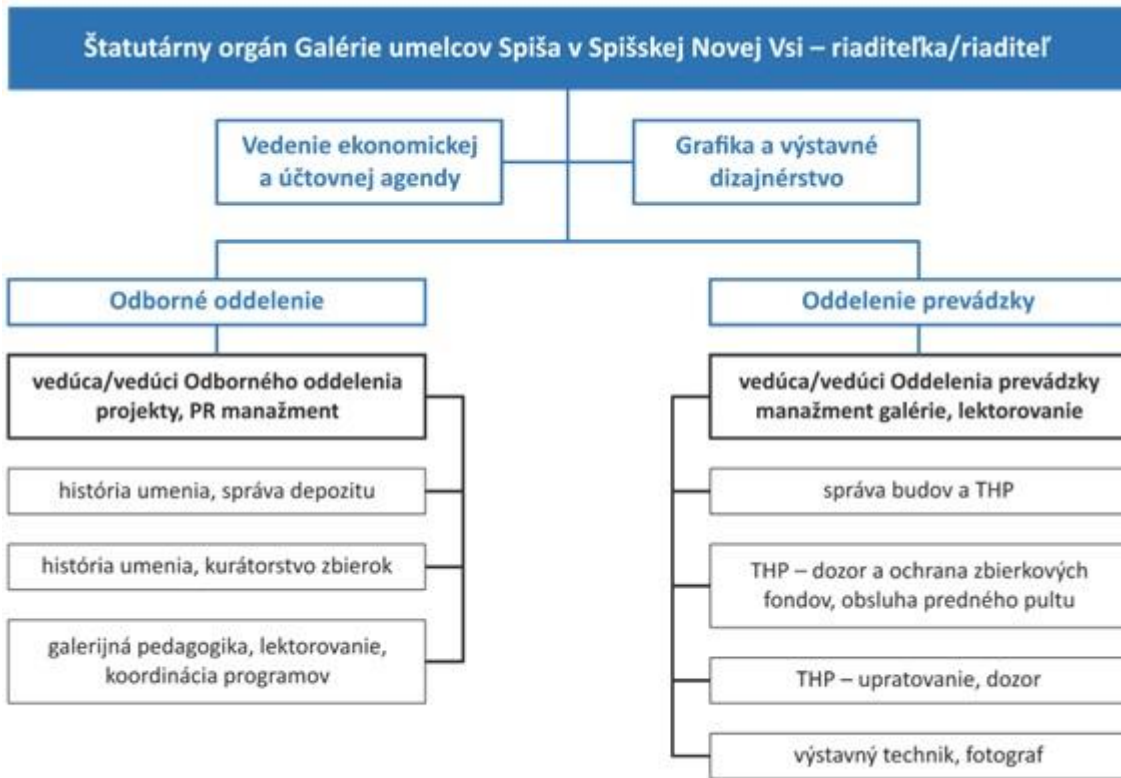 Štatutárny orgán Galérie umelcov Spiša v Spišskej Novej Vsi – riaditeľka/riaditeľ
Vedenie ekonomickej
a účtovnej agendy
Grafika a výstavné
dizajnérstvo
Odborné oddelenie
vedúca/vedúci Odborného oddelenia
projekty, PR manažment
história umenia, správa depozitu
história umenia, kurátorstvo zbierok
galerijná pedagogika, lektorovanie,
koordinácia programov
Oddelenie prevádzky
vedúca/vedúci Oddelenia prevádzky
manažment galérie, lektorovanie
správa budov a THP
THP – dozor a ochrana zbierkových
fondov, obsluha predného pultu
THP – upratovanie, dozor
výstavný technik, fotograf